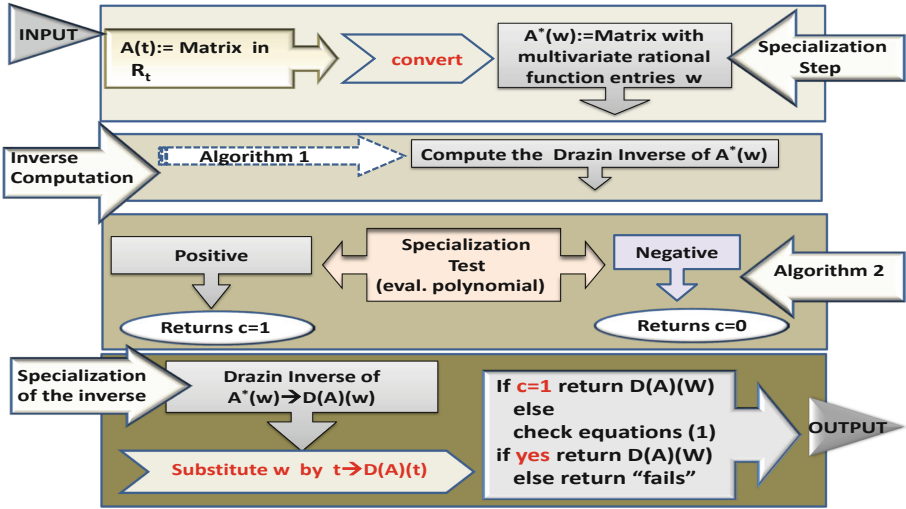 INPUT
A(t):= Matrix in
R_t
convert
A*(w):=Matrix with
multivariate rational
function entries w
Specialization
Step
Inverse
Computation
Algorithm 1
Compute the Drazin Inverse of A*(w)
Positive
Specialization
Test
(eval. polynomial)
Negative
Algorithm 2
Returns c=1
Returns c=0
Specialization
of the inverse
Drazin Inverse of
A*(w)→D(A)(w)
Substitute w by t→D(A)(t)
If c=1 return D(A)(W)
else
check equations (1)
if yes return D(A)(W)
else return “fails”
OUTPUT